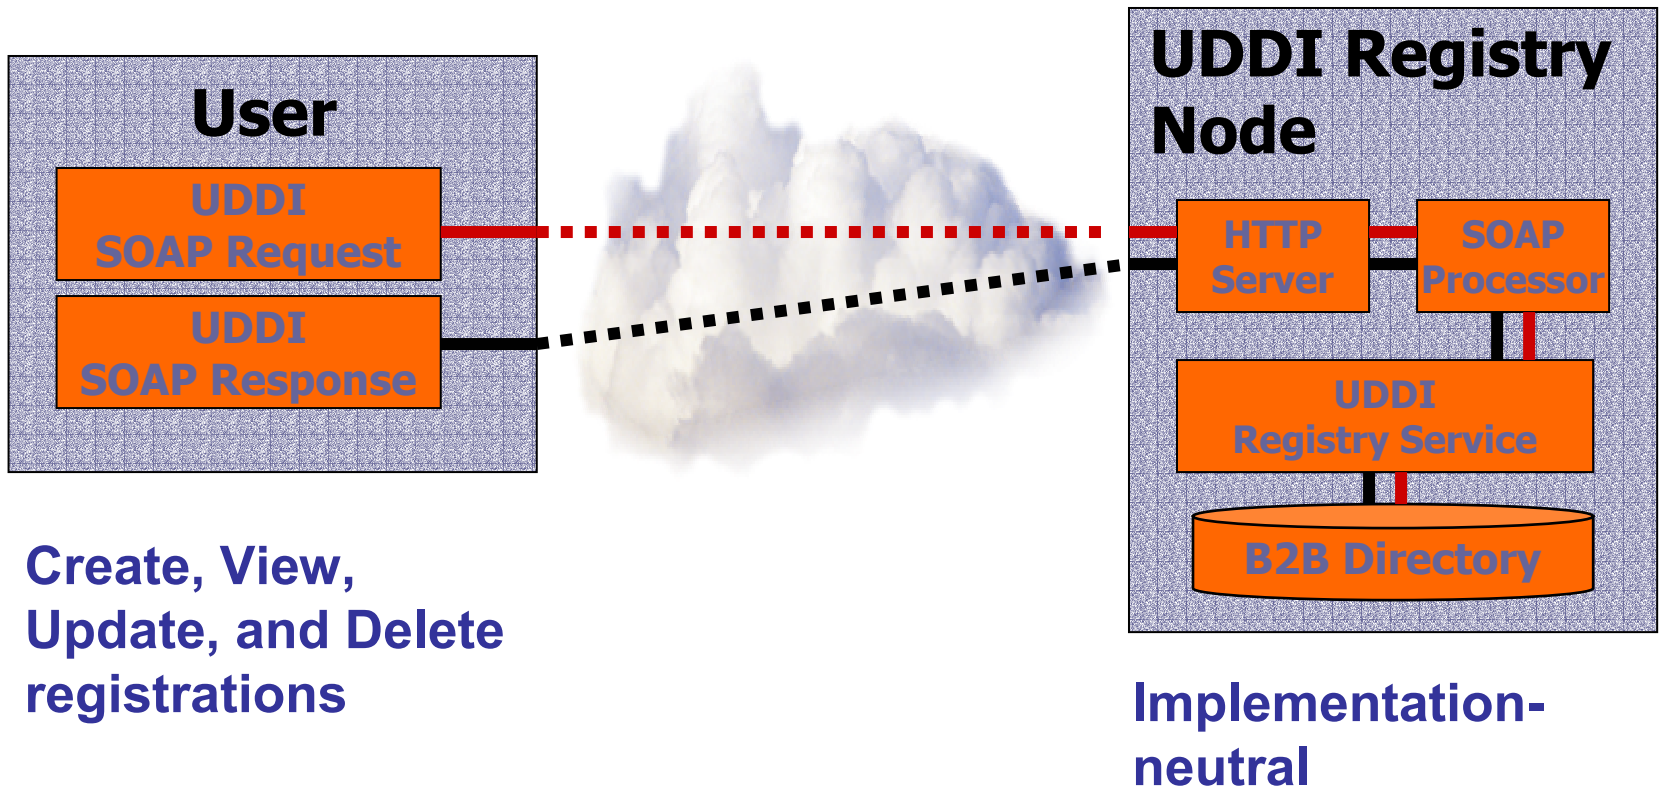 User
UDDI
SOAP Request
UDDI
SOAP Response
Create, View,
Update, and Delete
registrations
UDDI Registry
Node
HTTP
Server
SOAP
Processor
UDDI
Registry Service
B2B Directory
Implementation-
neutral